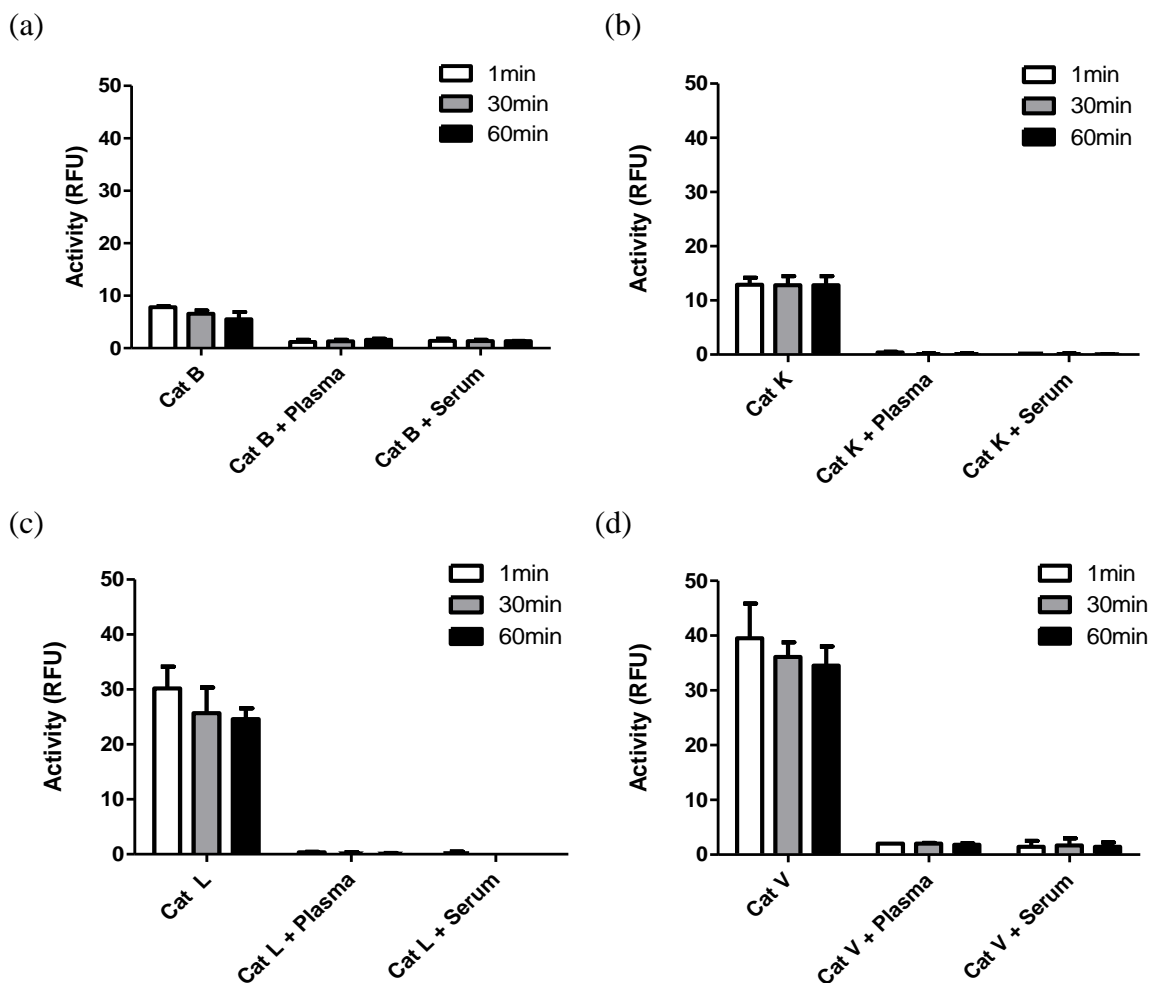 (a)
1min
30min
60min
50
40
30
20
10
0
Activity (RFU)
Cat B
Cat B + Plasma
Cat B + Serum
(b)
1min
30min
60min
50
40
30
20
10
0
Activity (RFU)
Cat K
Cat K + Plasma
Cat K + Serum
(c)
1min
30min
60min
50
40
30
20
10
0
Activity (RFU)
Cat L
Cat L + Plasma
Cat L + Serum
(d)
1min
30min
60min
50
40
30
20
10
0
Activity (RFU)
Cat V
Cat V + Plasma
Cat V + Serum